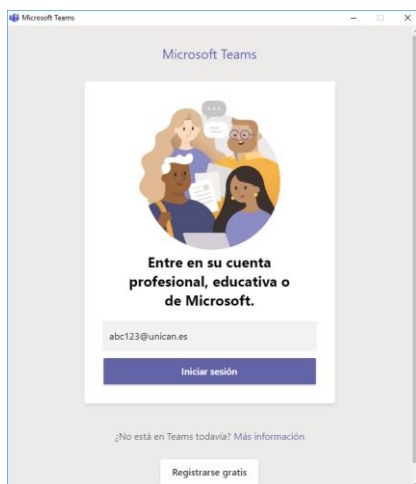 Microsoft Teams
Microsoft Teams
Entre en su cuenta
profesional, educativa o
de Microsoft.
abc123@unican.es
Iniciar sesión
¿No está en Teams todavía? Más información
Registrarse gratis